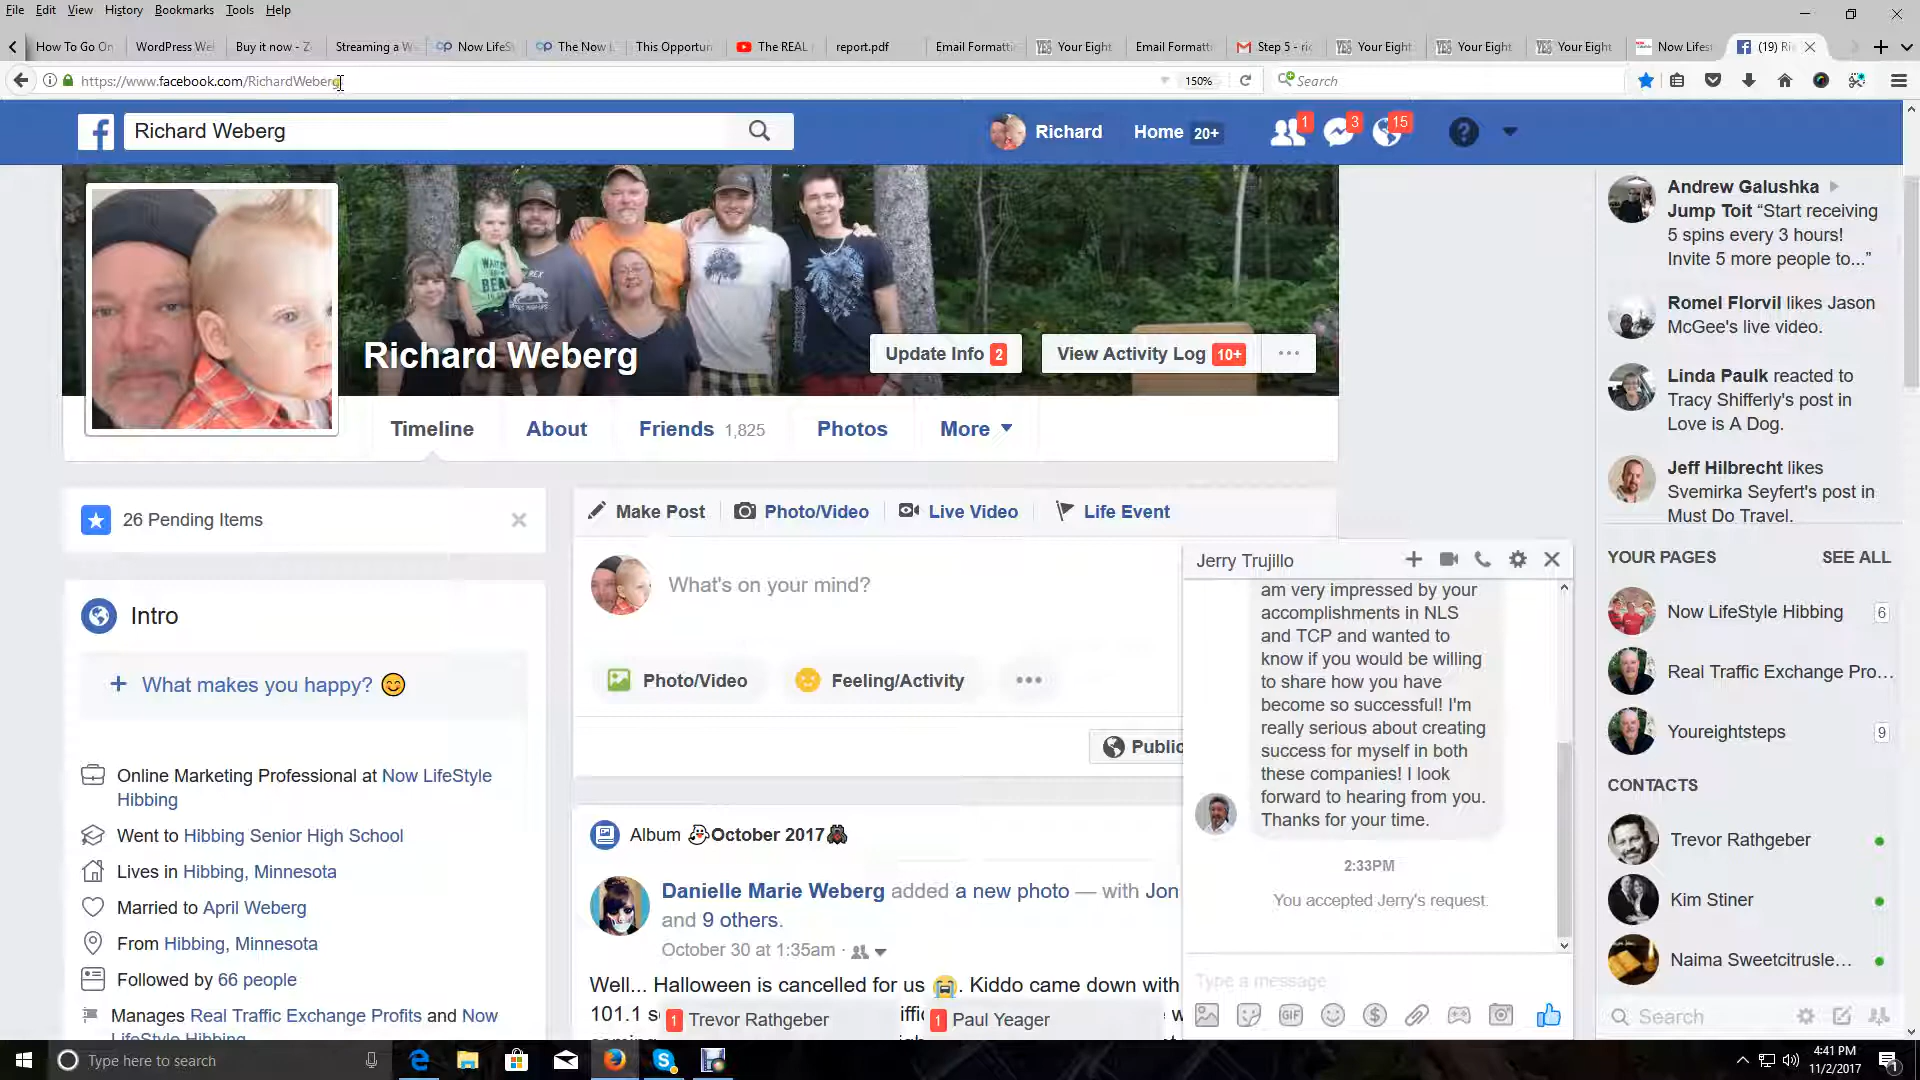 File Edit View History Bookmarks Tools Help
How To Go On
WordPress We
Buy it now - Z
Streaming a W
Now LifeS
The Now L
This Opportun
The REAL
report.pdf
Email Formatti
YES Your Eight
Email Formatti
Step 5 - ric
YES Your Eight
YES Your Eight
YES Your Eight
Now Lifes
(19) Ri
https://www.facebook.com/RichardWeberg
150%
Search
Richard Weberg
Richard
Home 20+
1
3
15
Richard Weberg
Update Info 2
View Activity Log 10+
Timeline
About
Friends 1,825
Photos
More
26 Pending Items
Intro
What makes you happy?
Online Marketing Professional at Now LifeStyle
Hibbing
Went to Hibbing Senior High School
Lives in Hibbing, Minnesota
Married to April Weberg
From Hibbing, Minnesota
Followed by 66 people
Manages Real Traffic Exchange Profits and Now
LifeStyle Hibbing
Make Post
Photo/Video
Live Video
Life Event
What's on your mind?
Photo/Video
Feeling/Activity
Public
Album 👻October 2017
Danielle Marie Weberg added a new photo — with Jon
and 9 others.
October 30 at 1:35am ·
Well... Halloween is cancelled for us 😭. Kiddo came down with
101.1
1 Trevor Rathgeber
1 Paul Yeager
Jerry Trujillo
am very impressed by your
accomplishments in NLS
and TCP and wanted to
know if you would be willing
to share how you have
become so successful! I'm
really serious about creating
success for myself in both
these companies! I look
forward to hearing from you.
Thanks for your time.
2:33PM
You accepted Jerry's request.
Type a message
GIF
Andrew Galushka
Jump Toit “Start receiving
5 spins every 3 hours!
Invite 5 more people to...”
Romel Florvil likes Jason
McGee's live video.
Linda Paulk reacted to
Tracy Shifferly's post in
Love is A Dog.
Jeff Hilbrecht likes
Svemirka Seyfert's post in
Must Do Travel.
YOUR PAGES SEE ALL
Now LifeStyle Hibbing 6
Real Traffic Exchange Pro...
Youreightsteps 9
CONTACTS
Trevor Rathgeber
Kim Stiner
Naima Sweetcitrusle...
Search
Type here to search
4:41 PM
11/2/2017
1